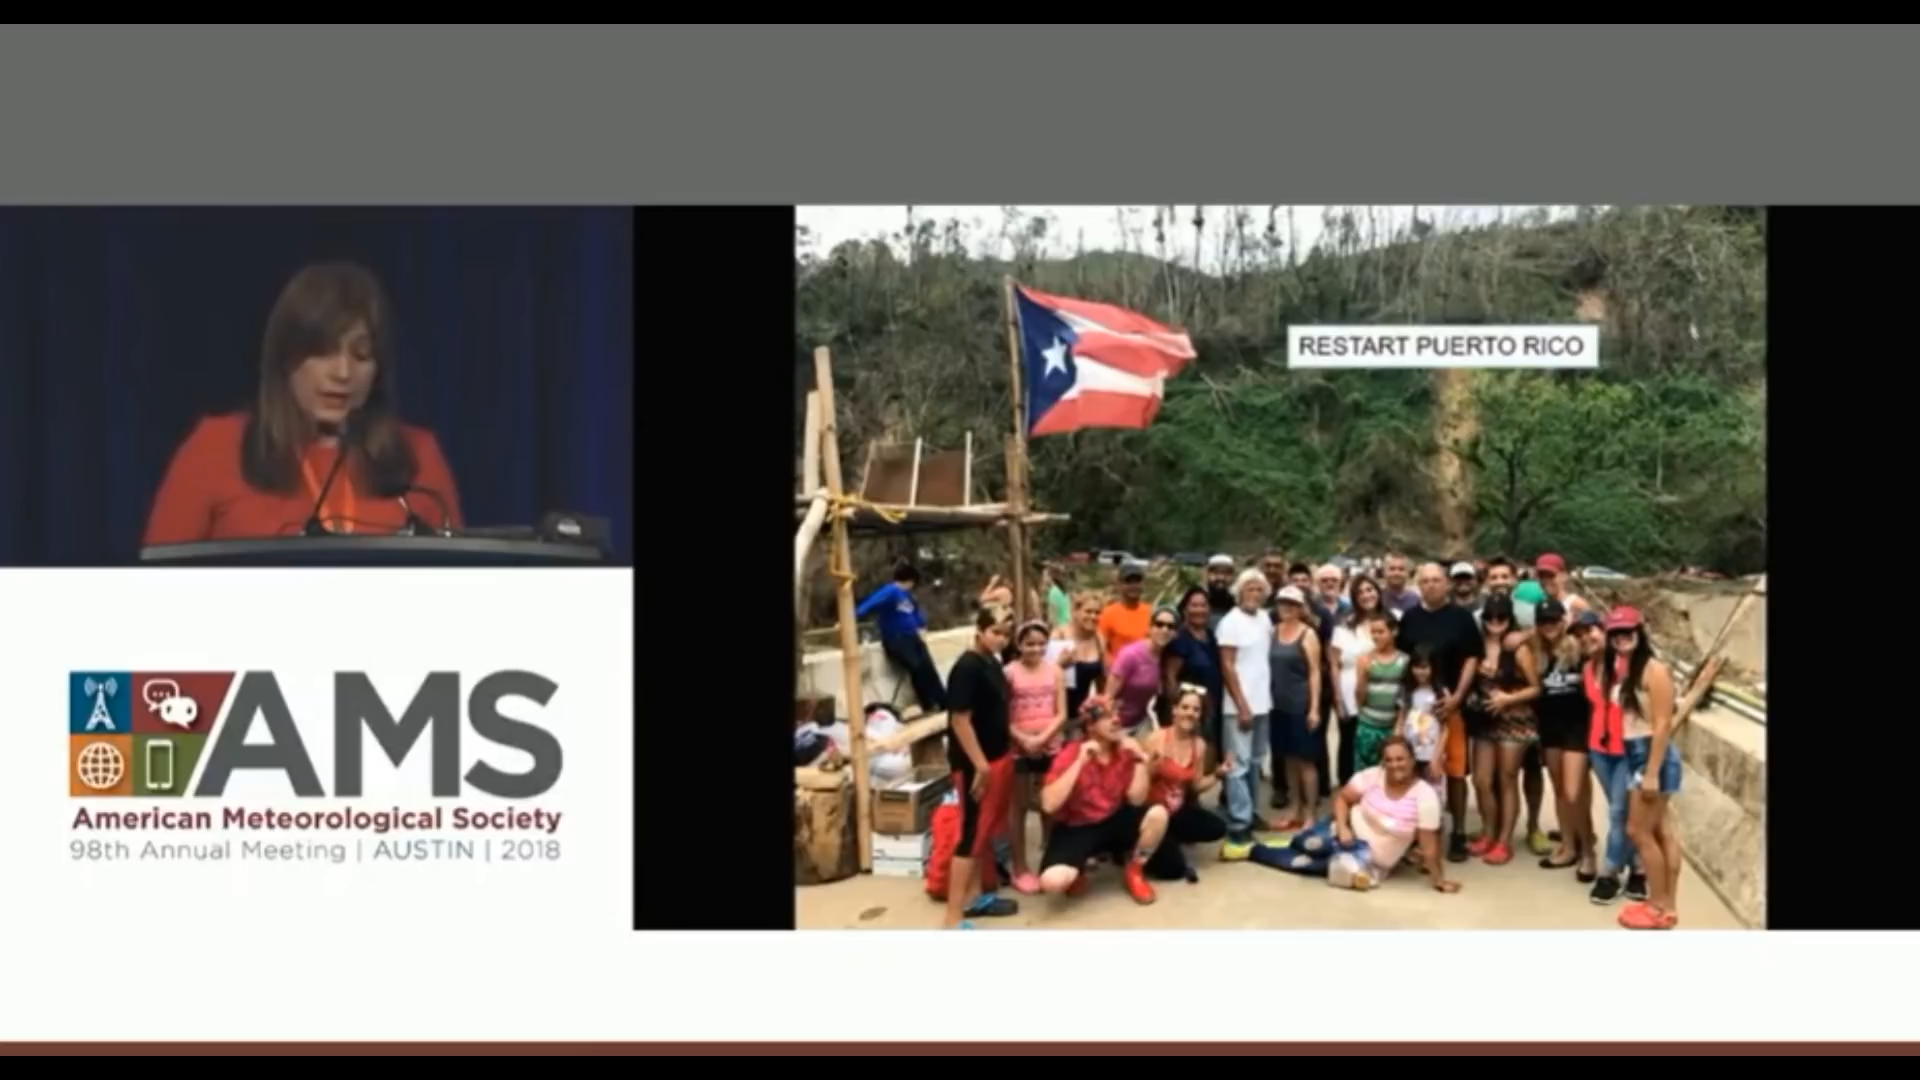 RESTART PUERTO RICO
AMS
American Meteorological Society
98th Annual Meeting | AUSTIN | 2018